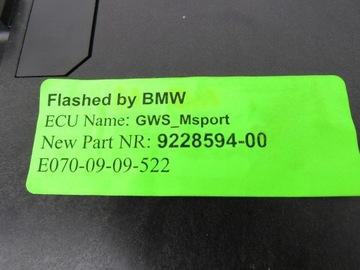 Flashed by BMW
ECU Name: GWS_Msport
New Part NR: 9228594-00
E070-09-09-522